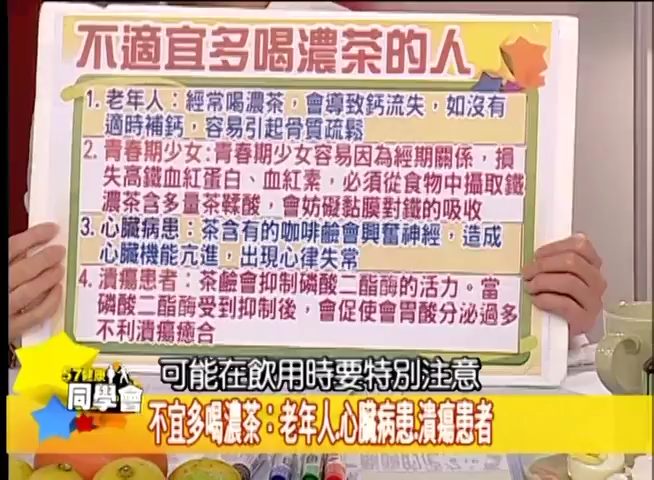 不適宜多喝濃茶的人
1. 老年人：經常喝濃茶，會導致鈣流失，如沒有
適時補鈣，容易引起骨質疏鬆
2. 青春期少女：青春期少女容易因為經期關係，損
失高鐵血紅蛋白、血紅素，必須從食物中攝取鐵
濃茶含多量茶鞣酸，會妨礙黏膜對鐵的吸收
3. 心臟病患：茶含有的咖啡鹼會興奮神經，造成
心臟機能亢進，出現心律失常
4. 潰瘍患者：茶鹼會抑制磷酸二酯酶的活力。當
磷酸二酯酶受到抑制後，會促使會胃酸分泌過多
不利潰瘍癒合
可能在飲用時要特別注意
57健康
同學會
不宜多喝濃茶：老年人.心臟病患.潰瘍患者